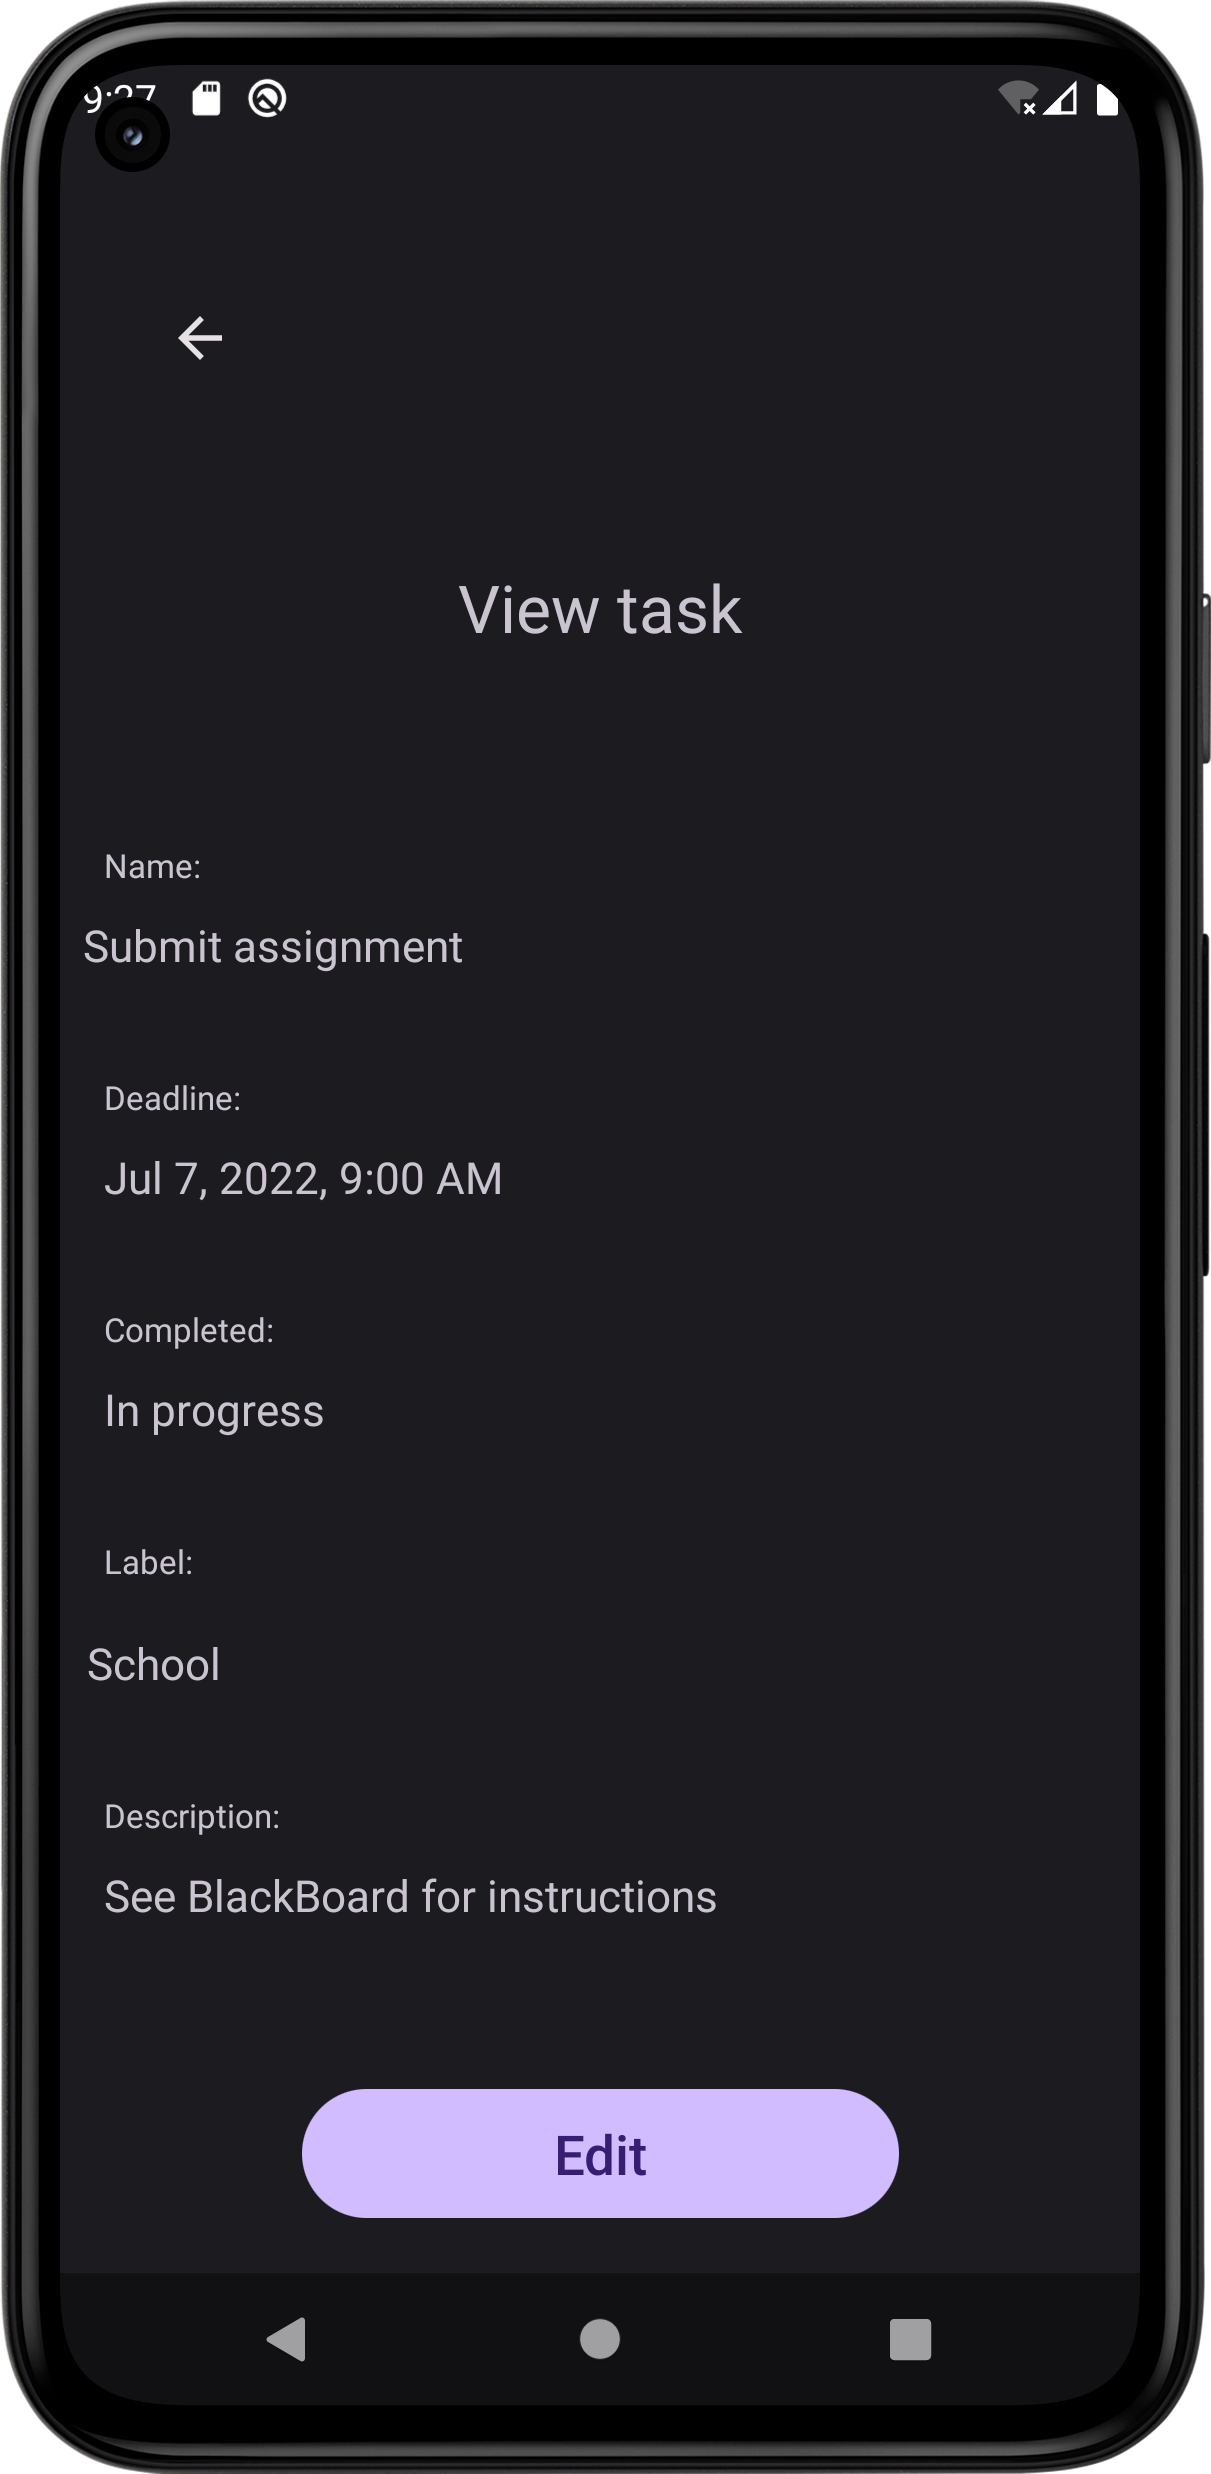 9:27
View task
Name:
Submit assignment
Deadline:
Jul 7, 2022, 9:00 AM
Completed:
In progress
Label:
School
Description:
See BlackBoard for instructions
Edit